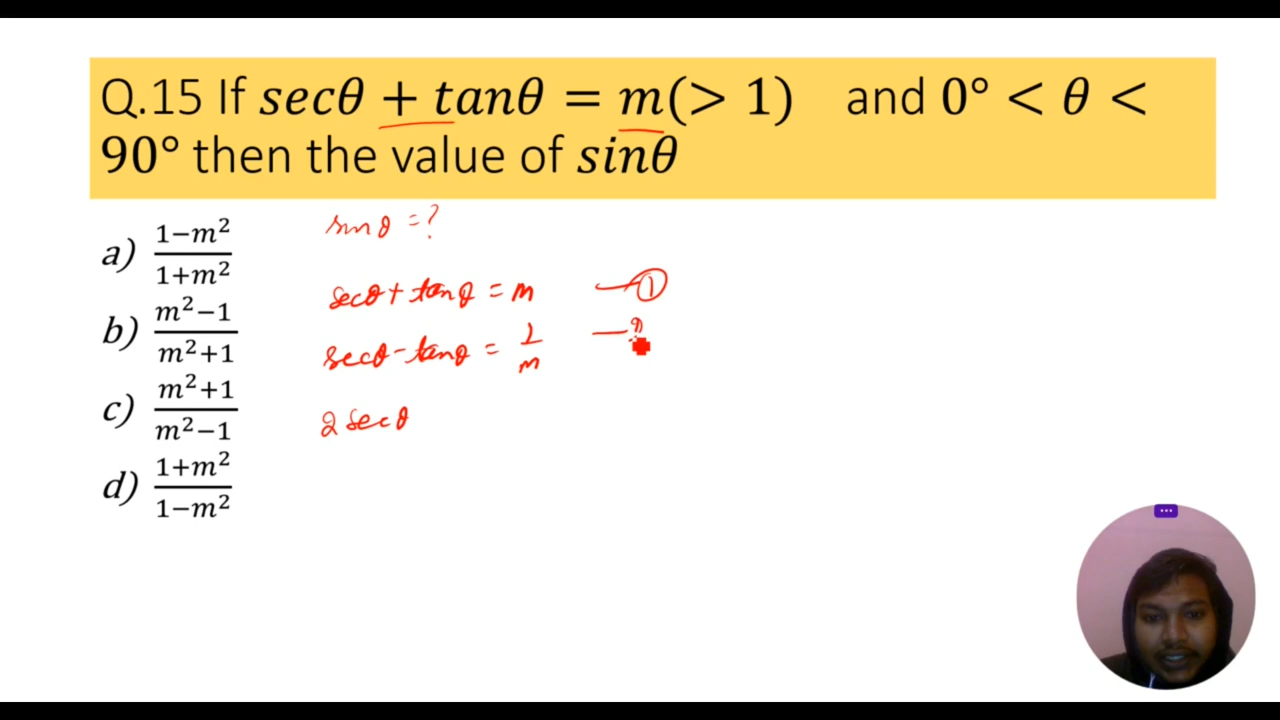 Q.15 If secθ + tanθ = m(> 1) and 0° < θ <
90° then the value of sinθ
a) 1−m²/1+m²
b) m²−1/m²+1
c) m²+1/m²−1
d) 1+m²/1−m²
sinθ = ?
secθ + tanθ = m — ①
secθ − tanθ = 1/m —
2 secθ